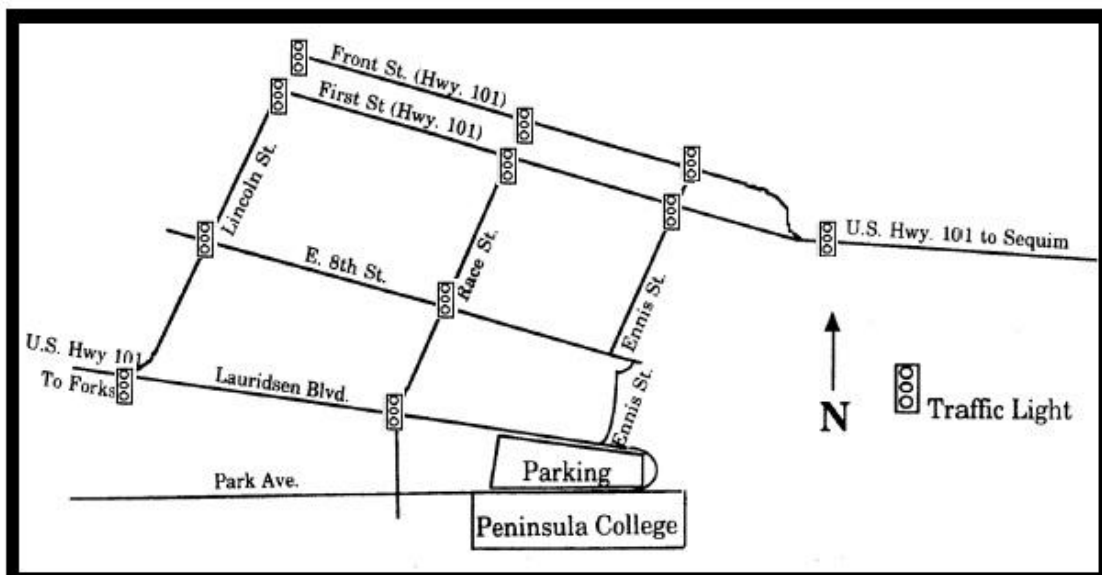 Front St. (Hwy. 101)
First St (Hwy. 101)
Lincoln St.
Race St.
E. 8th St.
Ennis St.
U.S. Hwy. 101 to Sequim
U.S. Hwy 101
To Forks
Lauridsen Blvd.
Ennis St.
N
Traffic Light
Park Ave.
Parking
Peninsula College